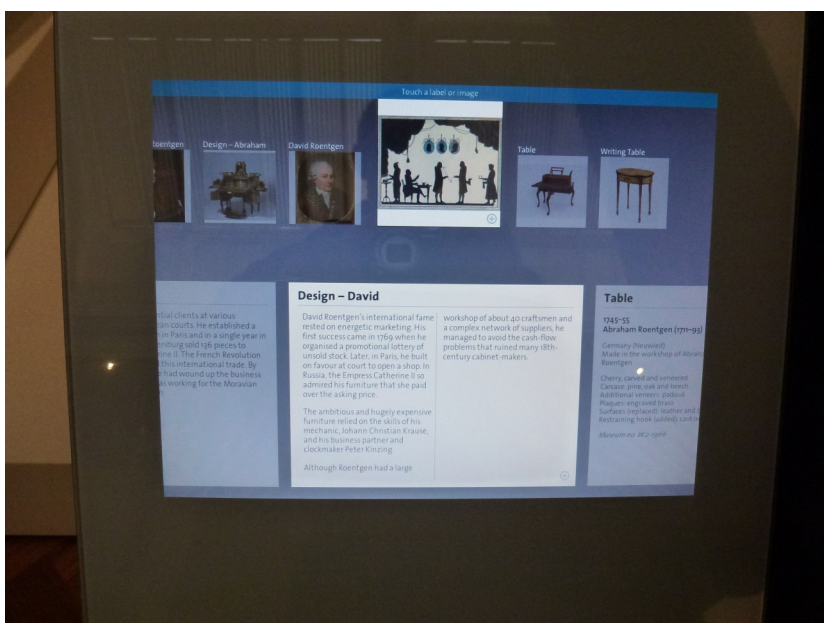 Touch a label or image
Roentgen
Design – Abraham
David Roentgen
Table
Writing Table
clients at various
courts. He established a
in Paris and in a single year in
sold 136 pieces to
II. The French Revolution
this international trade. By
had wound up the business
working for the Moravian
Design – David
David Roentgen's international fame
rested on energetic marketing. His
first success came in 1769 when he
organised a promotional lottery of
unsold stock. Later, in Paris, he built
on favour at court to open a shop. In
Russia, the Empress Catherine II so
admired his furniture that she paid
over the asking price.
The ambitious and hugely expensive
furniture relied on the skills of his
mechanic, Johann Christian Krause,
and his business partner and
clockmaker Peter Kinzing.
Although Roentgen had a large
workshop of about 40 craftsmen and
a complex network of suppliers, he
managed to avoid the cash-flow
problems that ruined many 18th-
century cabinet-makers.
Table
1745–55
Abraham Roentgen (1711–93)
Germany (Neuwied)
Made in the workshop of
Roentgen
Cherry, carved and veneered
Carcase: pine, oak and beech
Additional veneers: padouk
Plaques: engraved brass
Surfaces (replaced): leather and
Restraining hook (added): cast
Museum no.